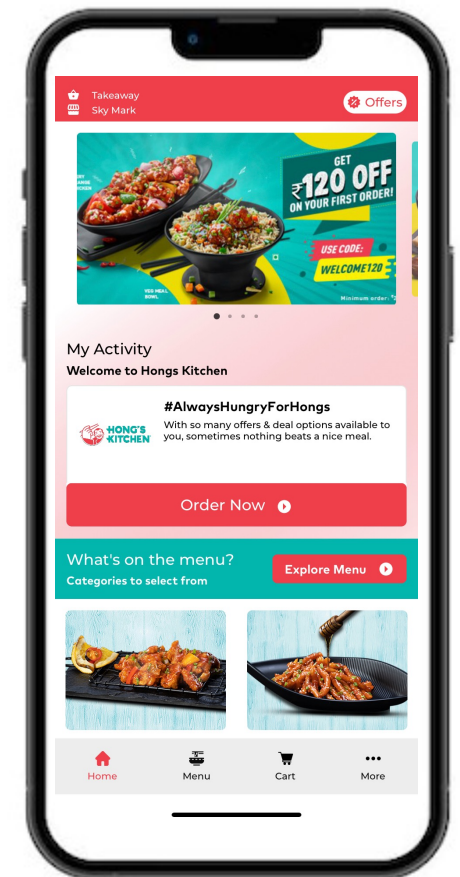 Takeaway
Sky Mark
Offers
GET
₹120 OFF
ON YOUR FIRST ORDER!
USE CODE:
WELCOME120
VEG MEAL
BOWL
Minimum order:
My Activity
Welcome to Hongs Kitchen
#AlwaysHungryForHongs
With so many offers & deal options available to
you, sometimes nothing beats a nice meal.
HONG'S
KITCHEN
Order Now
What's on the menu?
Categories to select from
Explore Menu
Home
Menu
Cart
More